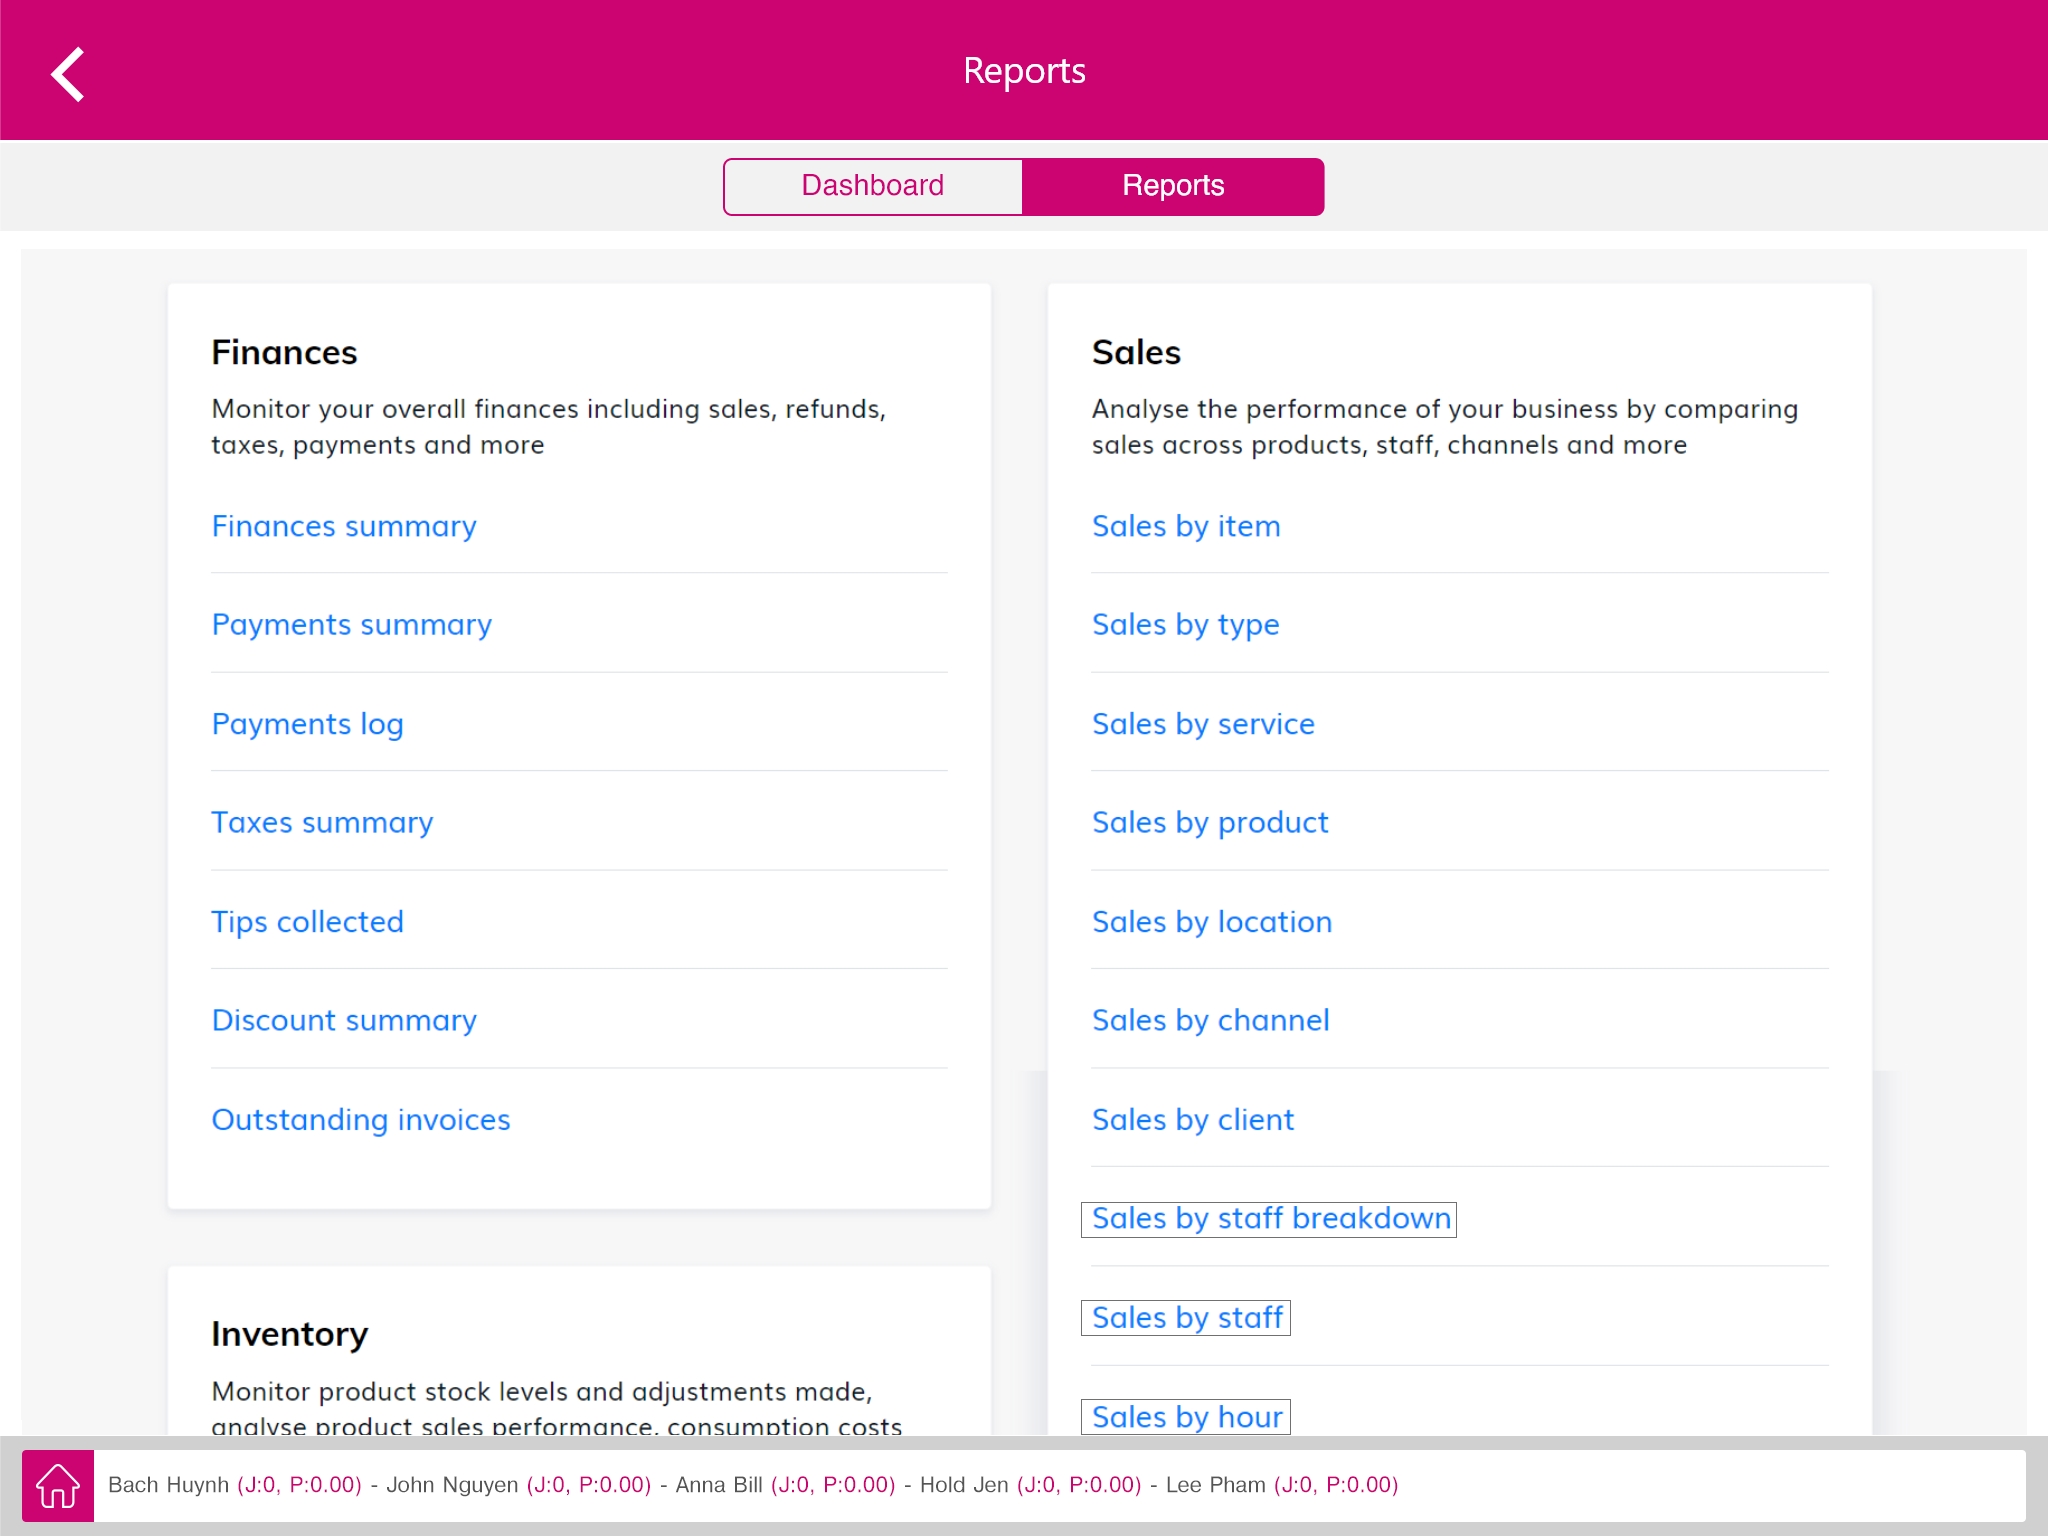 Reports
Dashboard
Reports
Finances
Monitor your overall finances including sales, refunds,
taxes, payments and more
Finances summary
Payments summary
Payments log
Taxes summary
Tips collected
Discount summary
Outstanding invoices
Inventory
Monitor product stock levels and adjustments made,
analyse product sales performance, consumption costs
Sales
Analyse the performance of your business by comparing
sales across products, staff, channels and more
Sales by item
Sales by type
Sales by service
Sales by product
Sales by location
Sales by channel
Sales by client
Sales by staff breakdown
Sales by staff
Sales by hour
Bach Huynh (J:0, P:0.00) - John Nguyen (J:0, P:0.00) - Anna Bill (J:0, P:0.00) - Hold Jen (J:0, P:0.00) - Lee Pham (J:0, P:0.00)